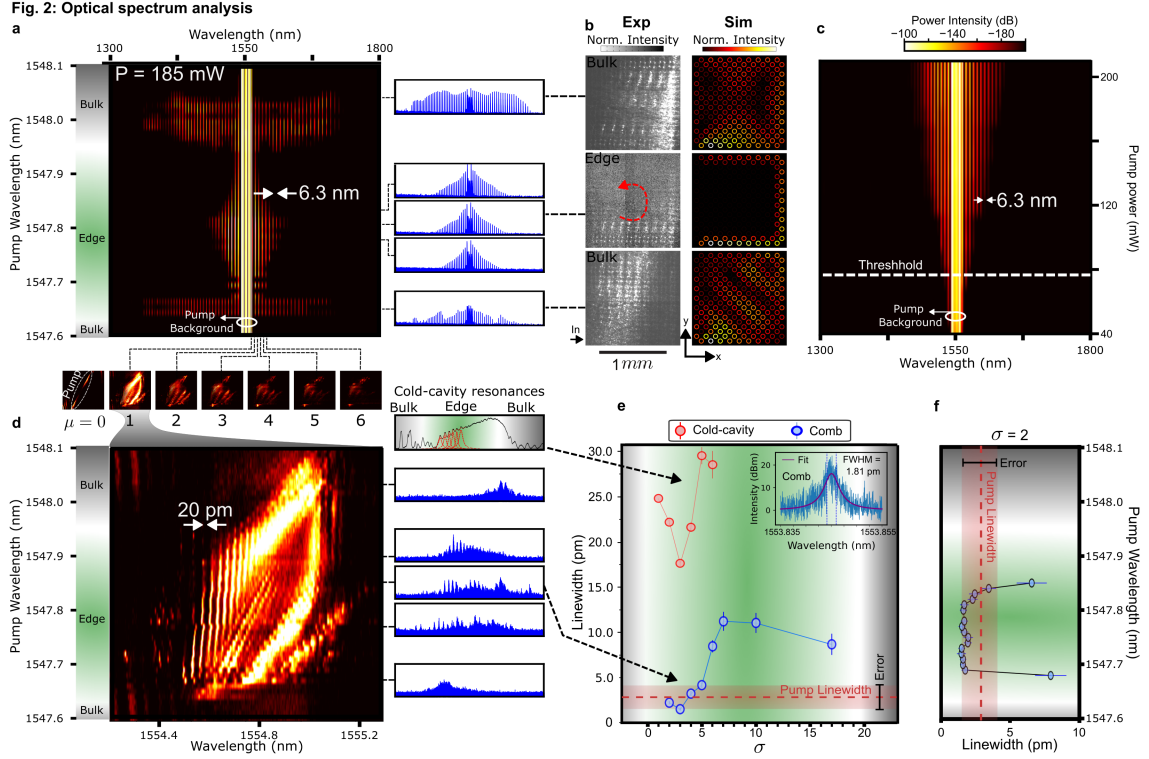 Fig. 2: Optical spectrum analysis
a
Wavelength (nm)
1300
1550
1800
P = 185 mW
6.3 nm
Pump
Background
Pump Wavelength (nm)
1548.1
1548.0
1547.9
1547.8
1547.7
1547.6
Bulk
Edge
Bulk
b
Exp
Sim
Norm. Intensity
Norm. Intensity
Bulk
Edge
Bulk
In
1mm
y
x
c
Power Intensity (dB)
−100
−140
−180
6.3 nm
Threshhold
Pump
Background
200
120
40
Pump power (mW)
1300
1550
1800
Wavelength (nm)
Pump
μ = 0
1
2
3
4
5
6
d
1548.1
1548.0
1547.9
1547.8
1547.7
1547.6
Pump Wavelength (nm)
Bulk
Edge
Bulk
20 pm
1554.4
1554.8
1555.2
Wavelength (nm)
Cold-cavity resonances
Bulk
Edge
Bulk
e
Cold-cavity
Comb
30.0
25.0
20.0
15.0
10.0
5.0
0
Linewidth (pm)
Fit
Comb
FWHM =
1.81 pm
Intensity (dBm)
20
10
0
1553.835
1553.855
Wavelength (nm)
Pump Linewidth
Error
0
5
10
15
20
σ
f
σ = 2
Error
Pump Linewidth
1548.1
1548.0
1547.9
1547.8
1547.7
1547.6
Pump Wavelength (nm)
0
5
10
Linewidth (pm)